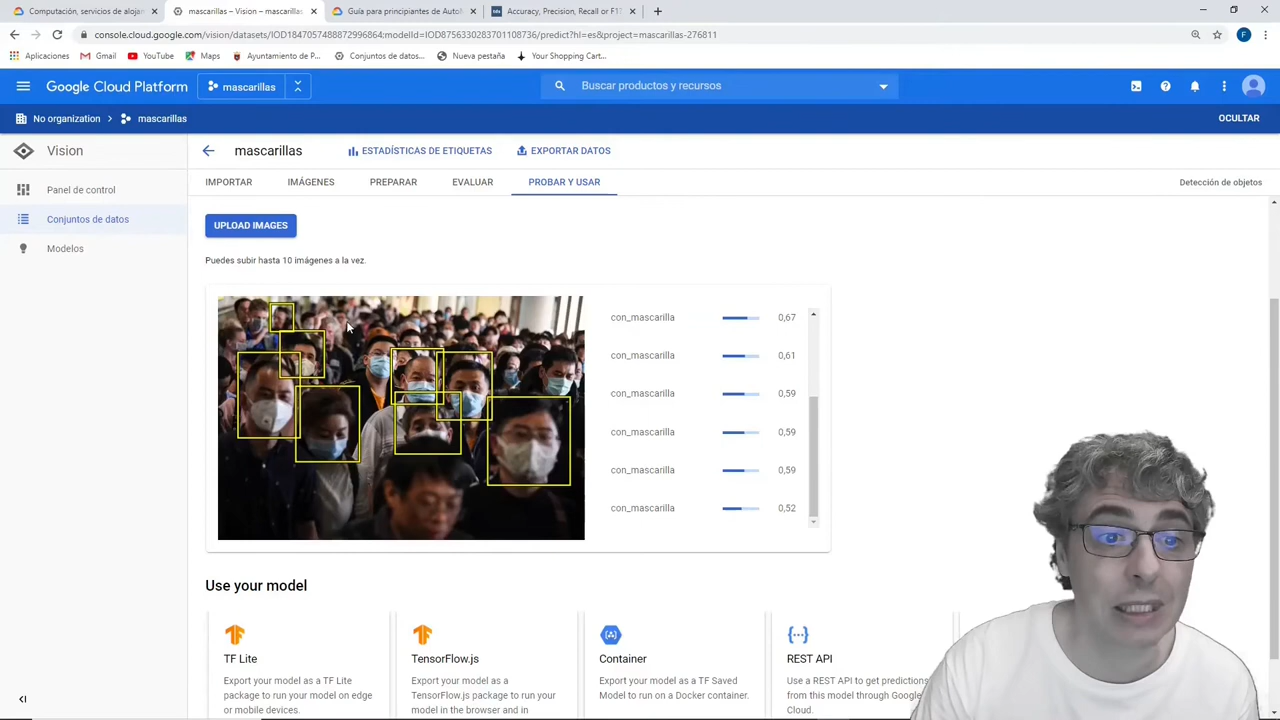 Computación, servicios de alojam
mascarillas – Vision – mascarillas
Guía para principiantes de AutoM
Accuracy, Precision, Recall or F1?
console.cloud.google.com/vision/datasets/IOD1847057488872996864;modelId=IOD8756330283701108736/predict?hl=es&project=mascarillas-276811
F
Aplicaciones
Gmail
YouTube
Maps
Ayuntamiento de P...
Conjuntos de datos...
Nueva pestaña
Your Shopping Cart...
Google Cloud Platform
mascarillas
Buscar productos y recursos
No organization
mascarillas
OCULTAR
Vision
mascarillas
ESTADÍSTICAS DE ETIQUETAS
EXPORTAR DATOS
Panel de control
Conjuntos de datos
Modelos
IMPORTAR
IMÁGENES
PREPARAR
EVALUAR
PROBAR Y USAR
Detección de objetos
UPLOAD IMAGES
Puedes subir hasta 10 imágenes a la vez.
con_mascarilla 0,67
con_mascarilla 0,61
con_mascarilla 0,59
con_mascarilla 0,59
con_mascarilla 0,59
con_mascarilla 0,52
Use your model
TF Lite
Export your model as a
TF Lite
package to run your model on edge
or mobile devices.
TensorFlow.js
Export your model as a
TensorFlow.js package to run your
model in the browser and in
Container
Export your model as a TF Saved
Model to run on a Docker container.
REST API
Use a REST API to get predictions
from this model through Google
Cloud.